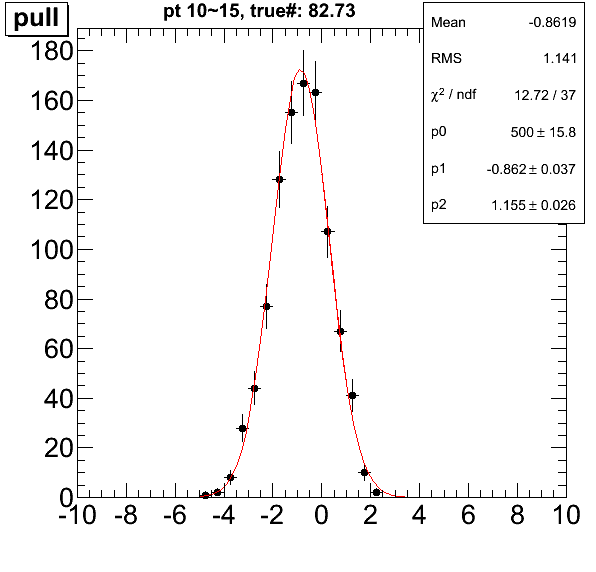 pull
pt 10~15, true#: 82.73
Mean -0.8619
RMS 1.141
χ² / ndf 12.72 / 37
p0 500 ± 15.8
p1 -0.862 ± 0.037
p2 1.155 ± 0.026
180
160
140
120
100
80
60
40
20
0
-10 -8 -6 -4 -2 0 2 4 6 8 10